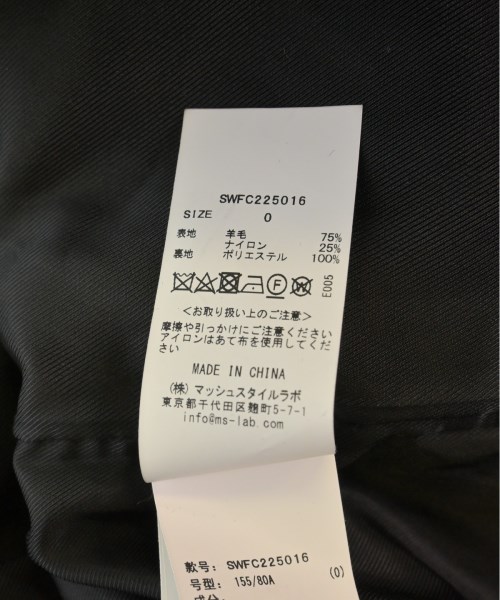 SWFC225016
SIZE 0
表地 羊毛 75%
ナイロン 25%
裏地 ポリエステル 100%
F W E005
<お取り扱い上のご注意>
摩擦や引っかけにご注意ください
アイロンはあて布を使用してくだ
さい
MADE IN CHINA
(株) マッシュスタイルラボ
東京都千代田区麹町5-7-1
info@ms-lab.com
款号: SWFC225016
号型: 155/80A (0)
成分: